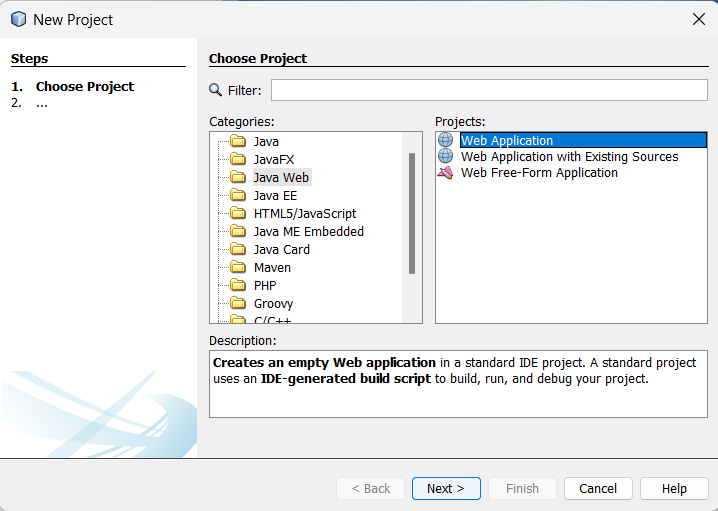 New Project
Steps
1. Choose Project
2. ...
Choose Project
Filter:
Categories:
Java
JavaFX
Java Web
Java EE
HTML5/JavaScript
Java ME Embedded
Java Card
Maven
PHP
Groovy
C/C++
Projects:
Web Application
Web Application with Existing Sources
Web Free-Form Application
Description:
Creates an empty Web application in a standard IDE project. A standard project
uses an IDE-generated build script to build, run, and debug your project.
< Back
Next >
Finish
Cancel
Help